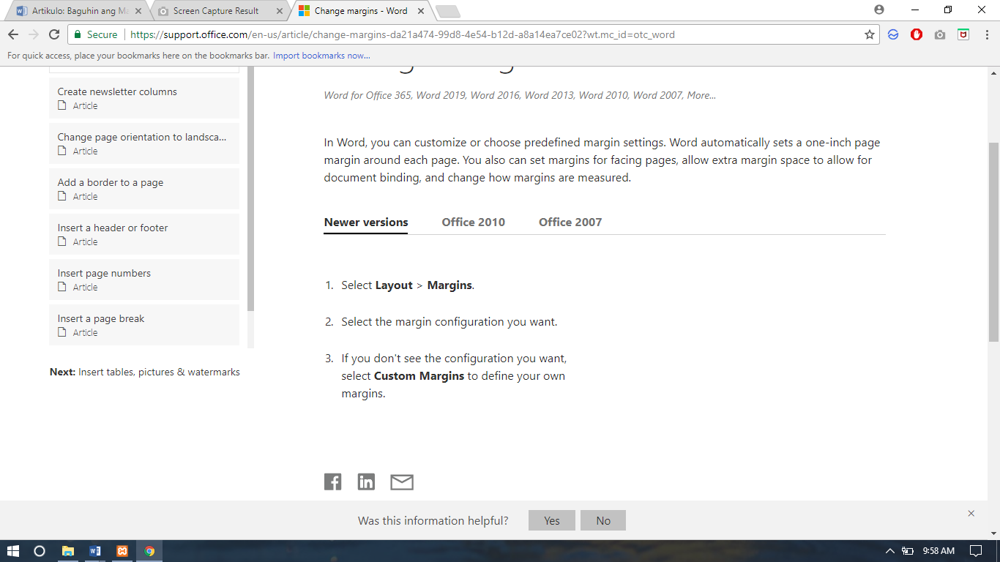 Artikulo: Baguhin ang Ma
Screen Capture Result
Change margins - Word
Secure
https://support.office.com/en-us/article/change-margins-da21a474-99d8-4e54-b12d-a8a14ea7ce02?wt.mc_id=otc_word
For quick access, place your bookmarks here on the bookmarks bar. Import bookmarks now...
Create newsletter columns
Article
Change page orientation to landsca...
Article
Add a border to a page
Article
Insert a header or footer
Article
Insert page numbers
Article
Insert a page break
Article
Next: Insert tables, pictures & watermarks
Word for Office 365, Word 2019, Word 2016, Word 2013, Word 2010, Word 2007, More...
In Word, you can customize or choose predefined margin settings. Word automatically sets a one-inch page
margin around each page. You also can set margins for facing pages, allow extra margin space to allow for
document binding, and change how margins are measured.
Newer versions Office 2010 Office 2007
1. Select Layout > Margins.
2. Select the margin configuration you want.
3. If you don't see the configuration you want,
select Custom Margins to define your own
margins.
Was this information helpful? Yes No
9:58 AM